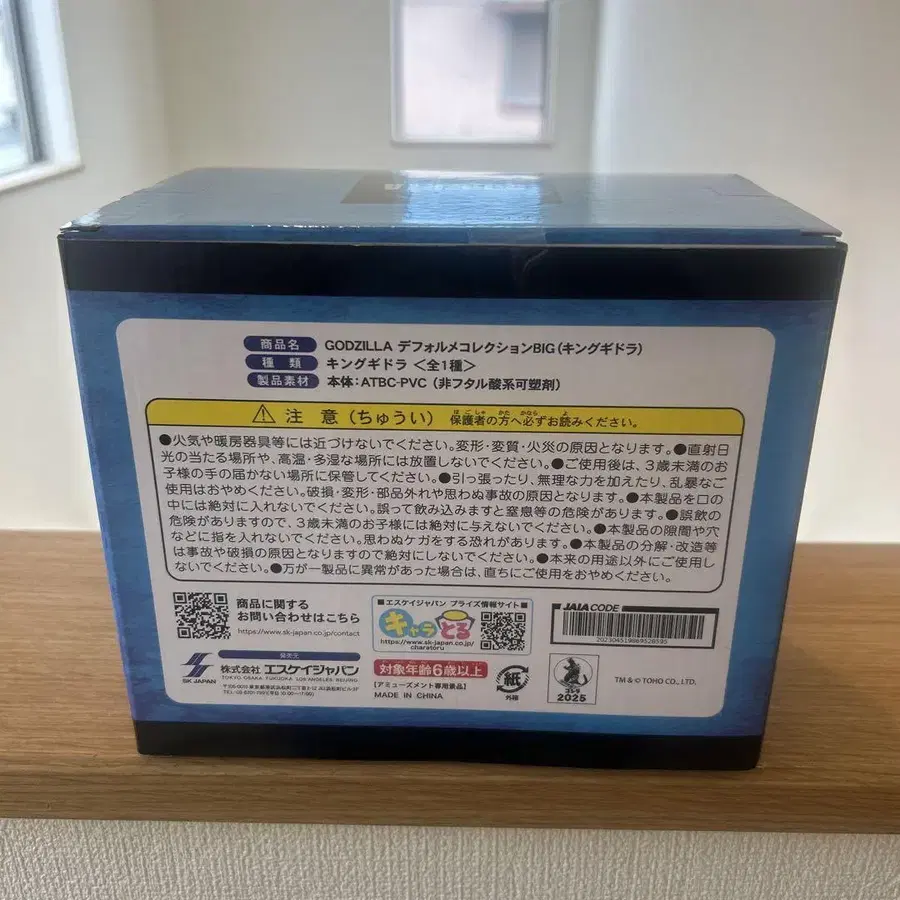 商品名 GODZILLA デフォルメコレクションBIG(キングギドラ)
種類 キングギドラ <全1種>
製品素材 本体:ATBC-PVC (非フタル酸系可塑剤)
⚠ 注意(ちゅうい) 保護者の方へ必ずお読みください。
●火気や暖房器具等には近づけないでください。変形・変質・火災の原因となります。●直射日
光の当たる場所や、高温・多湿な場所には放置しないでください。●ご使用後は、3歳未満のお
子様の手の届かない場所に保管してください。●引っ張ったり、無理な力を加えたり、乱暴なご
使用はおやめください。破損・変形・部品外れや思わぬ事故の原因となります。●本製品を口の
中には絶対に入れないでください。誤って飲み込みますと窒息等の危険があります。●誤飲の
危険がありますので、3歳未満のお子様には絶対に与えないでください。●本製品の隙間や穴
などに指を入れないでください。思わぬケガをする恐れがあります。●本製品の分解・改造等
は事故や破損の原因となりますので絶対にしないでください。●本来の用途以外にご使用し
ないでください。●万が一製品に異常があった場合は、直ちにご使用をおやめください。
商品に関する
お問い合わせはこちら
https://www.sk-japan.co.jp/contact
■エスケイジャパン プライズ情報サイト■
キャラとる
https://www.sk-japan.co.jp/
charatoru
JAIA CODE
発売元
SK JAPAN
株式会社 エスケイジャパン
TOKYO OSAKA FUKUOKA LOS ANGELES BEIJING
対象年齢6歳以上
【アミューズメント専用景品】
MADE IN CHINA
紙
外箱
ゴジラ
2025
TM & © TOHO CO., LTD.